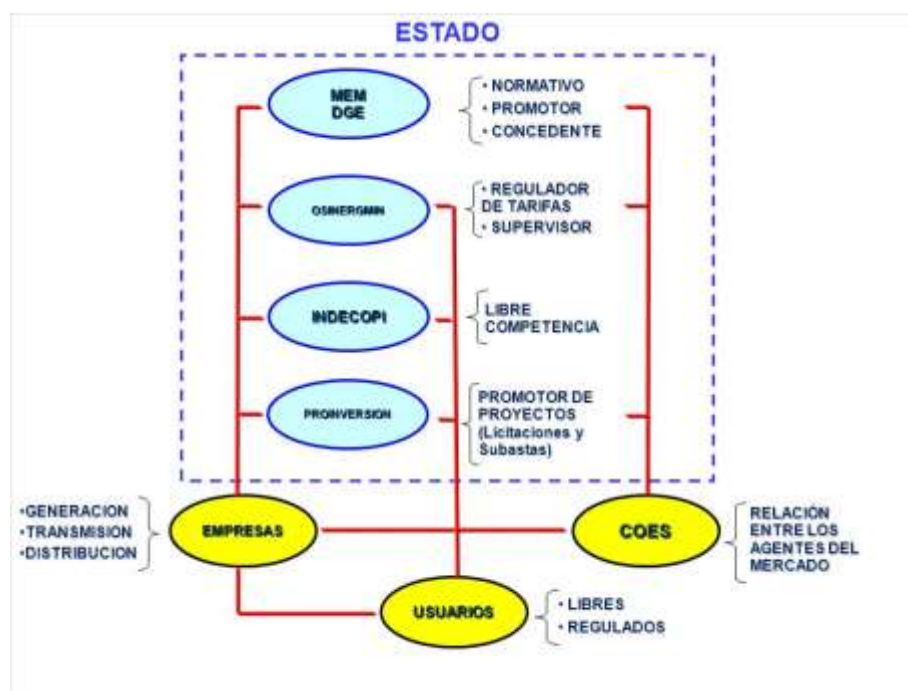 ESTADO
MEM
DGE
• NORMATIVO
• PROMOTOR
• CONCEDENTE
OSINERGMIN
• REGULADOR
DE TARIFAS
• SUPERVISOR
INDECOPI
LIBRE
COMPETENCIA
PROINVERSION
PROMOTOR DE
PROYECTOS
(Licitaciones y
Subastas)
•GENERACION
•TRANSMISION
•DISTRIBUCION
EMPRESAS
COES
RELACIÓN
ENTRE LOS
AGENTES DEL
MERCADO
USUARIOS
• LIBRES
• REGULADOS